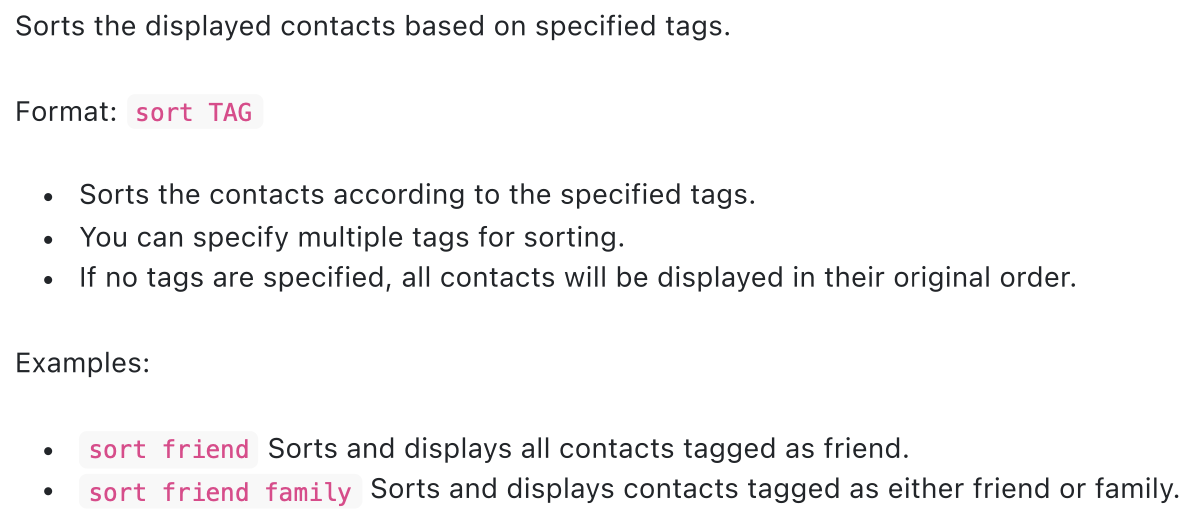 Sorts the displayed contacts based on specified tags.
Format: sort TAG
• Sorts the contacts according to the specified tags.
• You can specify multiple tags for sorting.
• If no tags are specified, all contacts will be displayed in their original order.
Examples:
• sort friend Sorts and displays all contacts tagged as friend.
• sort friend family Sorts and displays contacts tagged as either friend or family.